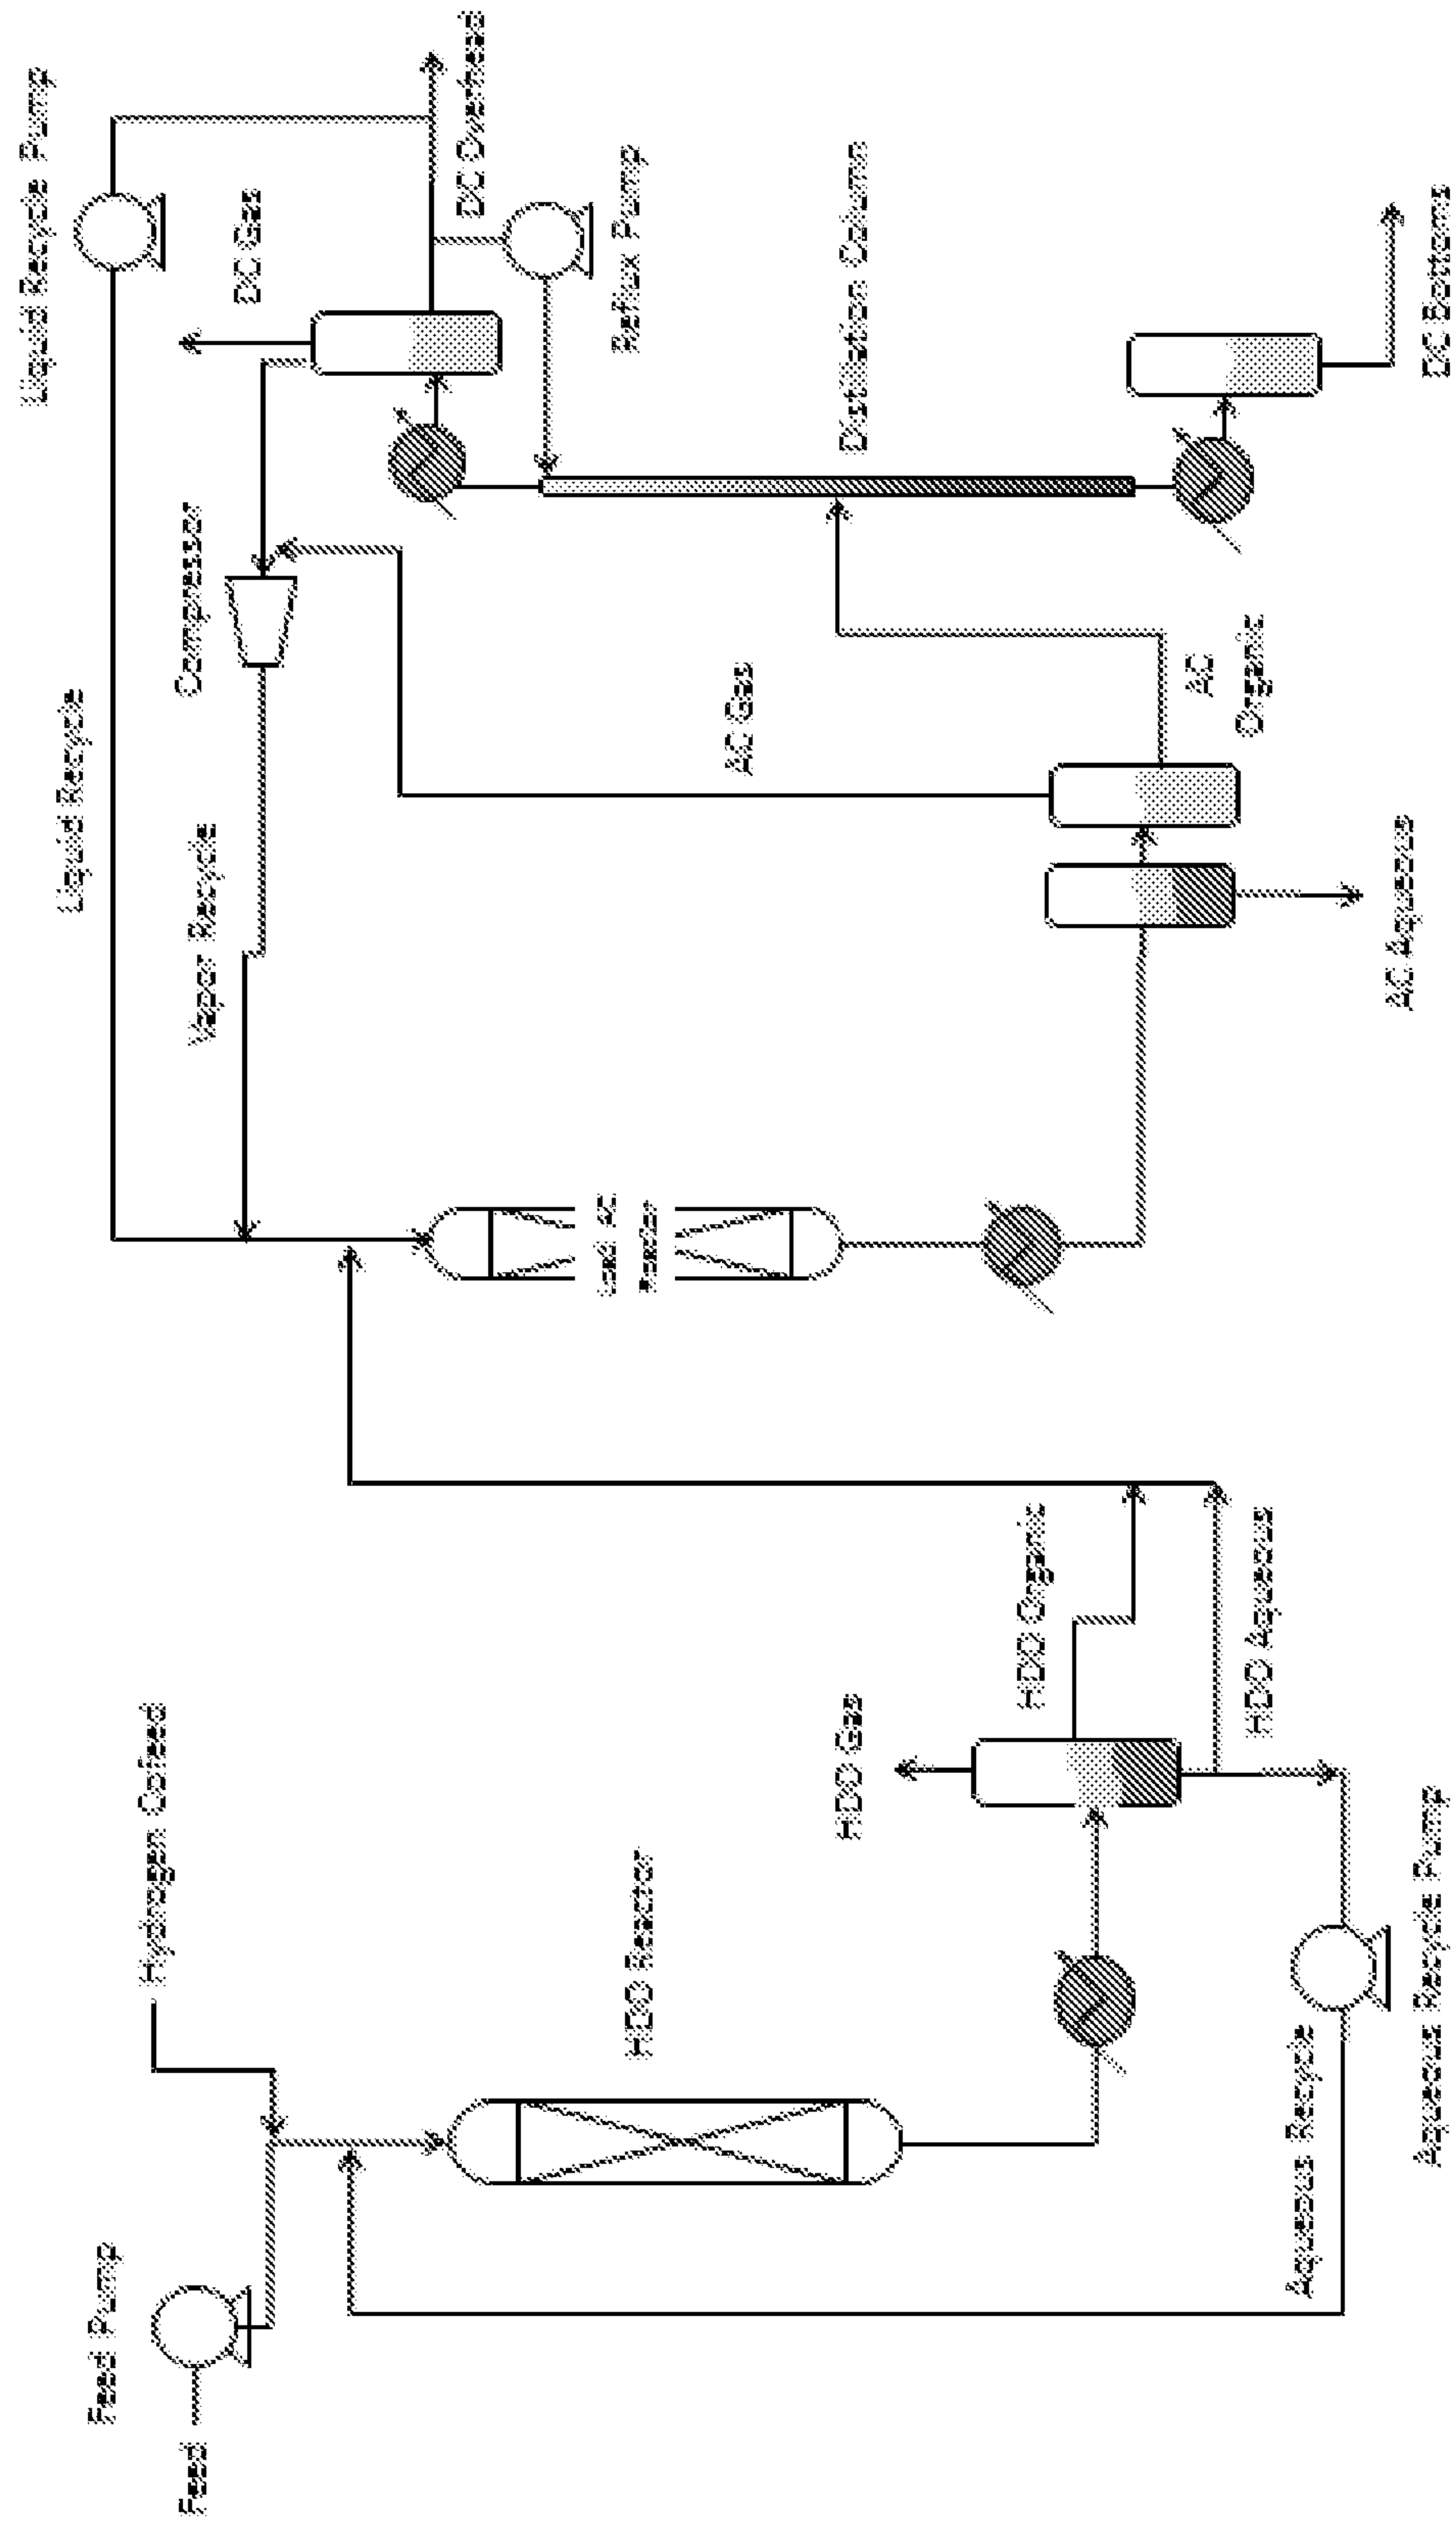 Feed Pump
Feed
Hydrogen Cofeed
HDO Reactor
HDO Gas
HDO Organic
HDO Aqueous
Aqueous Recycle
Aqueous Recycle Pump
Liquid Recycle
Vapor Recycle
AC
Reactor
Compressor
AC Gas
AC
Organic
AC Aqueous
Liquid Recycle Pump
DC Gas
DC Overhead
Reflux Pump
Distillation Column
DC Bottoms